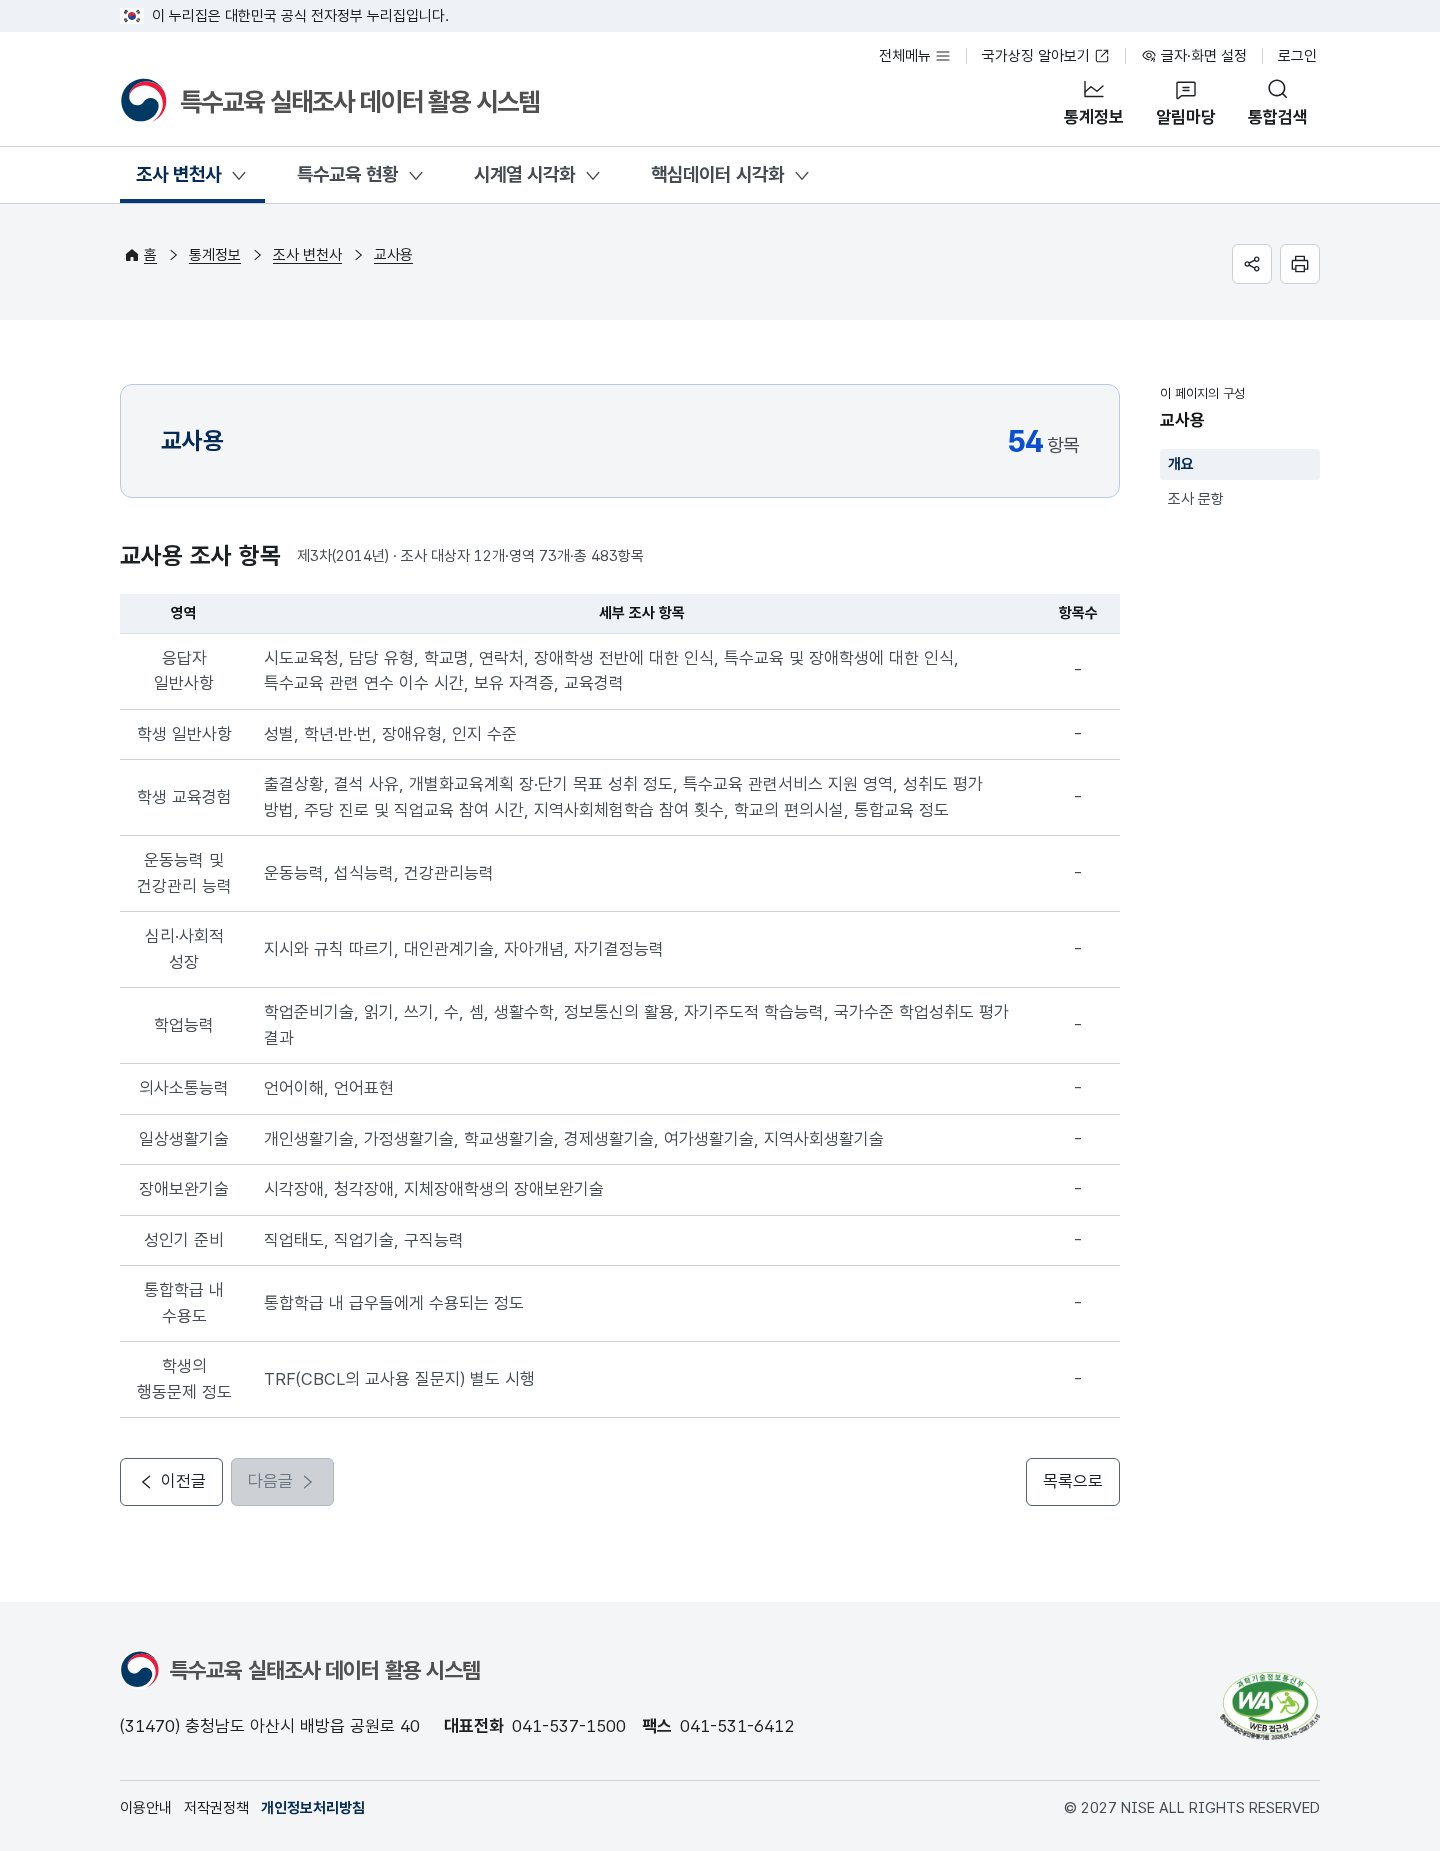 이 누리집은 대한민국 공식 전자정부 누리집입니다.
전체메뉴
국가상징 알아보기
글자·화면 설정
로그인
특수교육 실태조사 데이터 활용 시스템
통계정보
알림마당
통합검색
조사 변천사
특수교육 현황
시계열 시각화
핵심데이터 시각화
홈
통계정보
조사 변천사
교사용
교사용
54 항목
이 페이지의 구성
교사용
개요
조사 문항
교사용 조사 항목
제3차(2014년) · 조사 대상자 12개·영역 73개·총 483항목
영역 세부 조사 항목 항목수
응답자
일반사항
시도교육청, 담당 유형, 학교명, 연락처, 장애학생 전반에 대한 인식, 특수교육 및 장애학생에 대한 인식,
특수교육 관련 연수 이수 시간, 보유 자격증, 교육경력
-
학생 일반사항 성별, 학년·반·번, 장애유형, 인지 수준 -
학생 교육경험
출결상황, 결석 사유, 개별화교육계획 장·단기 목표 성취 정도, 특수교육 관련서비스 지원 영역, 성취도 평가
방법, 주당 진로 및 직업교육 참여 시간, 지역사회체험학습 참여 횟수, 학교의 편의시설, 통합교육 정도
-
운동능력 및
건강관리 능력
운동능력, 섭식능력, 건강관리능력
-
심리·사회적
성장
지시와 규칙 따르기, 대인관계기술, 자아개념, 자기결정능력
-
학업능력
학업준비기술, 읽기, 쓰기, 수, 셈, 생활수학, 정보통신의 활용, 자기주도적 학습능력, 국가수준 학업성취도 평가
결과
-
의사소통능력 언어이해, 언어표현 -
일상생활기술 개인생활기술, 가정생활기술, 학교생활기술, 경제생활기술, 여가생활기술, 지역사회생활기술 -
장애보완기술 시각장애, 청각장애, 지체장애학생의 장애보완기술 -
성인기 준비 직업태도, 직업기술, 구직능력 -
통합학급 내
수용도
통합학급 내 급우들에게 수용되는 정도
-
학생의
행동문제 정도
TRF(CBCL의 교사용 질문지) 별도 시행
-
이전글
다음글
목록으로
특수교육 실태조사 데이터 활용 시스템
(31470) 충청남도 아산시 배방읍 공원로 40 대표전화 041-537-1500 팩스 041-531-6412
과학기술정보통신부
WA
WEB 접근성
이용안내 저작권정책 개인정보처리방침
© 2027 NISE ALL RIGHTS RESERVED